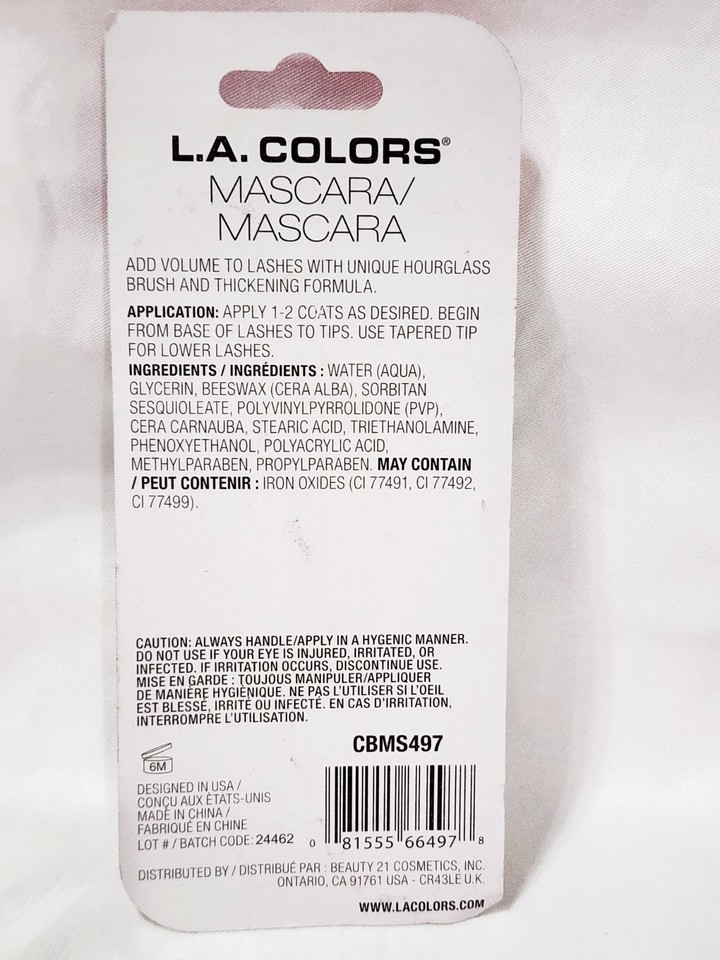 L.A. COLORS®
MASCARA/
MASCARA
ADD VOLUME TO LASHES WITH UNIQUE HOURGLASS
BRUSH AND THICKENING FORMULA.
APPLICATION: APPLY 1-2 COATS AS DESIRED. BEGIN
FROM BASE OF LASHES TO TIPS. USE TAPERED TIP
FOR LOWER LASHES.
INGREDIENTS / INGRÉDIENTS : WATER (AQUA),
GLYCERIN, BEESWAX (CERA ALBA), SORBITAN
SESQUIOLEATE, POLYVINYLPYRROLIDONE (PVP),
CERA CARNAUBA, STEARIC ACID, TRIETHANOLAMINE,
PHENOXYETHANOL, POLYACRYLIC ACID,
METHYLPARABEN, PROPYLPARABEN. MAY CONTAIN
/ PEUT CONTENIR : IRON OXIDES (CI 77491, CI 77492,
CI 77499).
CAUTION: ALWAYS HANDLE/APPLY IN A HYGENIC MANNER.
DO NOT USE IF YOUR EYE IS INJURED, IRRITATED, OR
INFECTED. IF IRRITATION OCCURS, DISCONTINUE USE.
MISE EN GARDE : TOUJOUS MANIPULER/APPLIQUER
DE MANIÈRE HYGIÈNIQUE. NE PAS L'UTILISER SI L'OEIL
EST BLESSÉ, IRRITÉ OU INFECTÉ. EN CAS D'IRRITATION,
INTERROMPRE L'UTILISATION.
CBMS497
6M
DESIGNED IN USA /
CONÇU AUX ÈTATS-UNIS
MADE IN CHINA /
FABRIQUÉ EN CHINE
LOT # / BATCH CODE: 24462
0 81555 66497 8
DISTRIBUTED BY / DISTRIBUÉ PAR : BEAUTY 21 COSMETICS, INC.
ONTARIO, CA 91761 USA - CR43LE U.K.
WWW.LACOLORS.COM